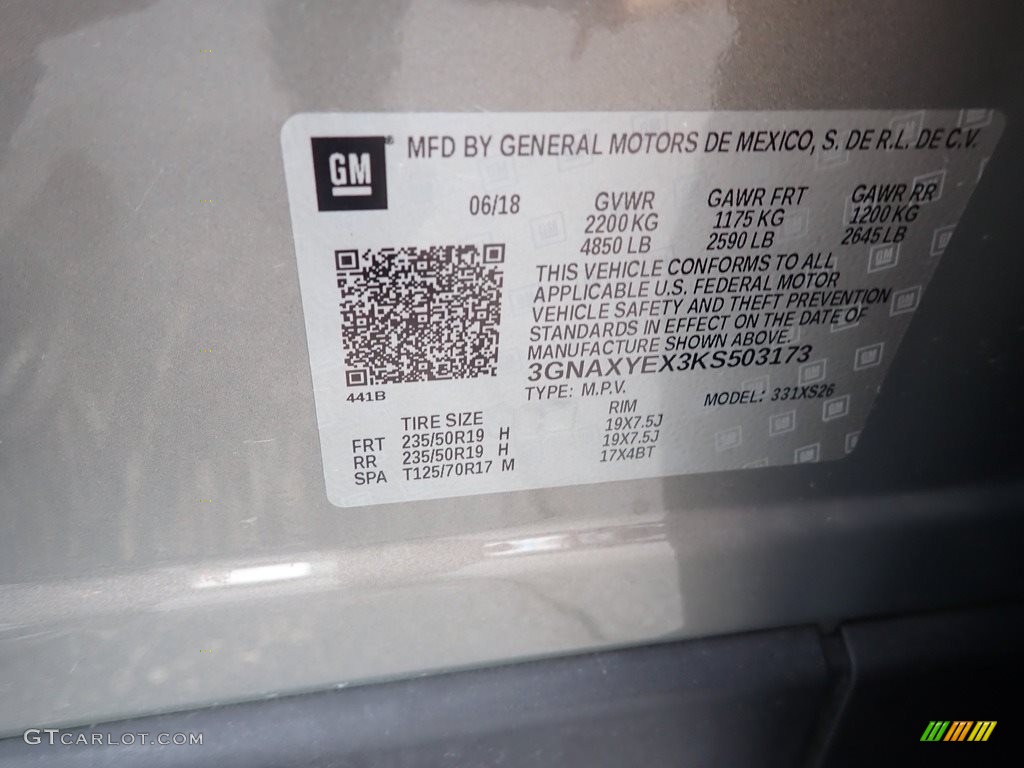 GM ® MFD BY GENERAL MOTORS DE MEXICO, S. DE R.L. DE C.V.
06/18 GVWR GAWR FRT GAWR RR
2200 KG 1175 KG 1200 KG
4850 LB 2590 LB 2645 LB
THIS VEHICLE CONFORMS TO ALL
APPLICABLE U.S. FEDERAL MOTOR
VEHICLE SAFETY AND THEFT PREVENTION
STANDARDS IN EFFECT ON THE DATE OF
MANUFACTURE SHOWN ABOVE.
3GNAXYEX3KS503173
TYPE: M.P.V. MODEL: 331XS26
441B
TIRE SIZE RIM
FRT 235/50R19 H 19X7.5J
RR 235/50R19 H 19X7.5J
SPA T125/70R17 M 17X4BT
GTCARLOT.COM